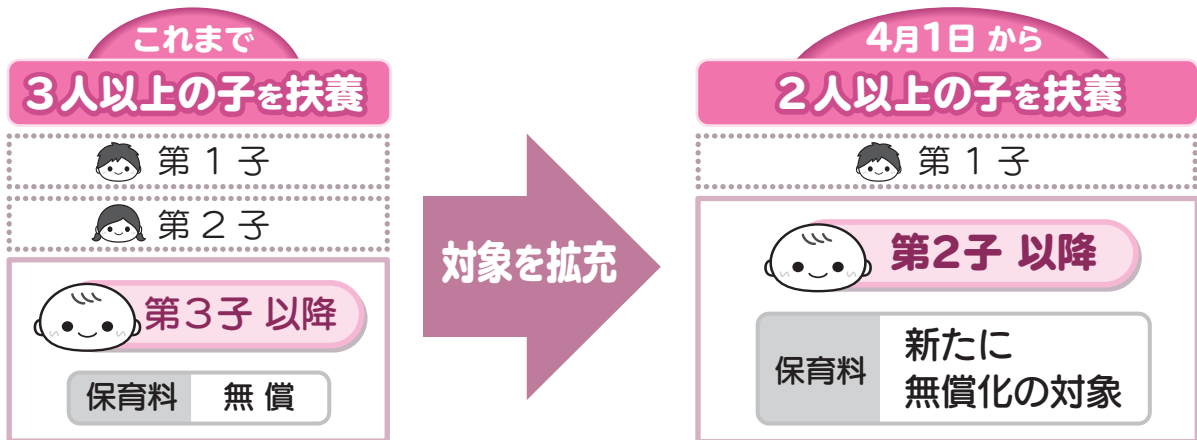 これまで
3人以上の子を扶養
第1子
第2子
第3子 以降
保育料 無償
対象を拡充
4月1日 から
2人以上の子を扶養
第1子
第2子 以降
保育料
新たに
無償化の対象